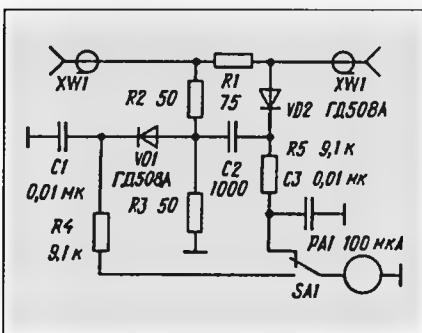 XW1
R2 50
R1
75
XW1
VD2
ГД508А
C1
0,01 мк
VD1
ГД508А
C2
1000
R5 9,1 к
C3 0,01 мк
R4
9,1 к
R3 50
PA1 100 мкА
SA1